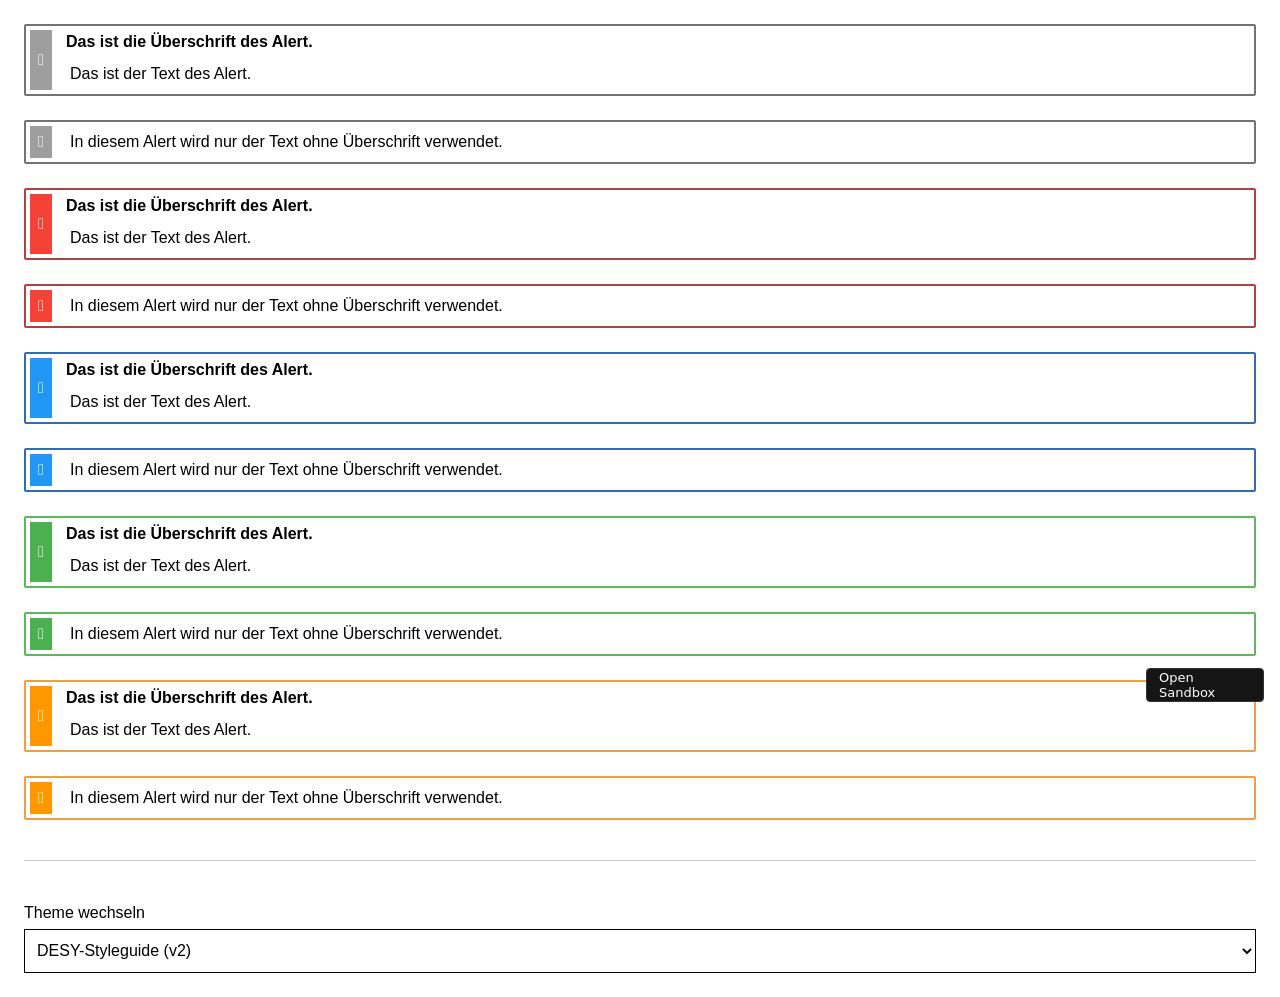 Das ist die Überschrift des Alert.
Das ist der Text des Alert.
In diesem Alert wird nur der Text ohne Überschrift verwendet.
Das ist die Überschrift des Alert.
Das ist der Text des Alert.
In diesem Alert wird nur der Text ohne Überschrift verwendet.
Das ist die Überschrift des Alert.
Das ist der Text des Alert.
In diesem Alert wird nur der Text ohne Überschrift verwendet.
Das ist die Überschrift des Alert.
Das ist der Text des Alert.
In diesem Alert wird nur der Text ohne Überschrift verwendet.
Open
Sandbox
Das ist die Überschrift des Alert.
Das ist der Text des Alert.
In diesem Alert wird nur der Text ohne Überschrift verwendet.
Theme wechseln
DESY-Styleguide (v2)